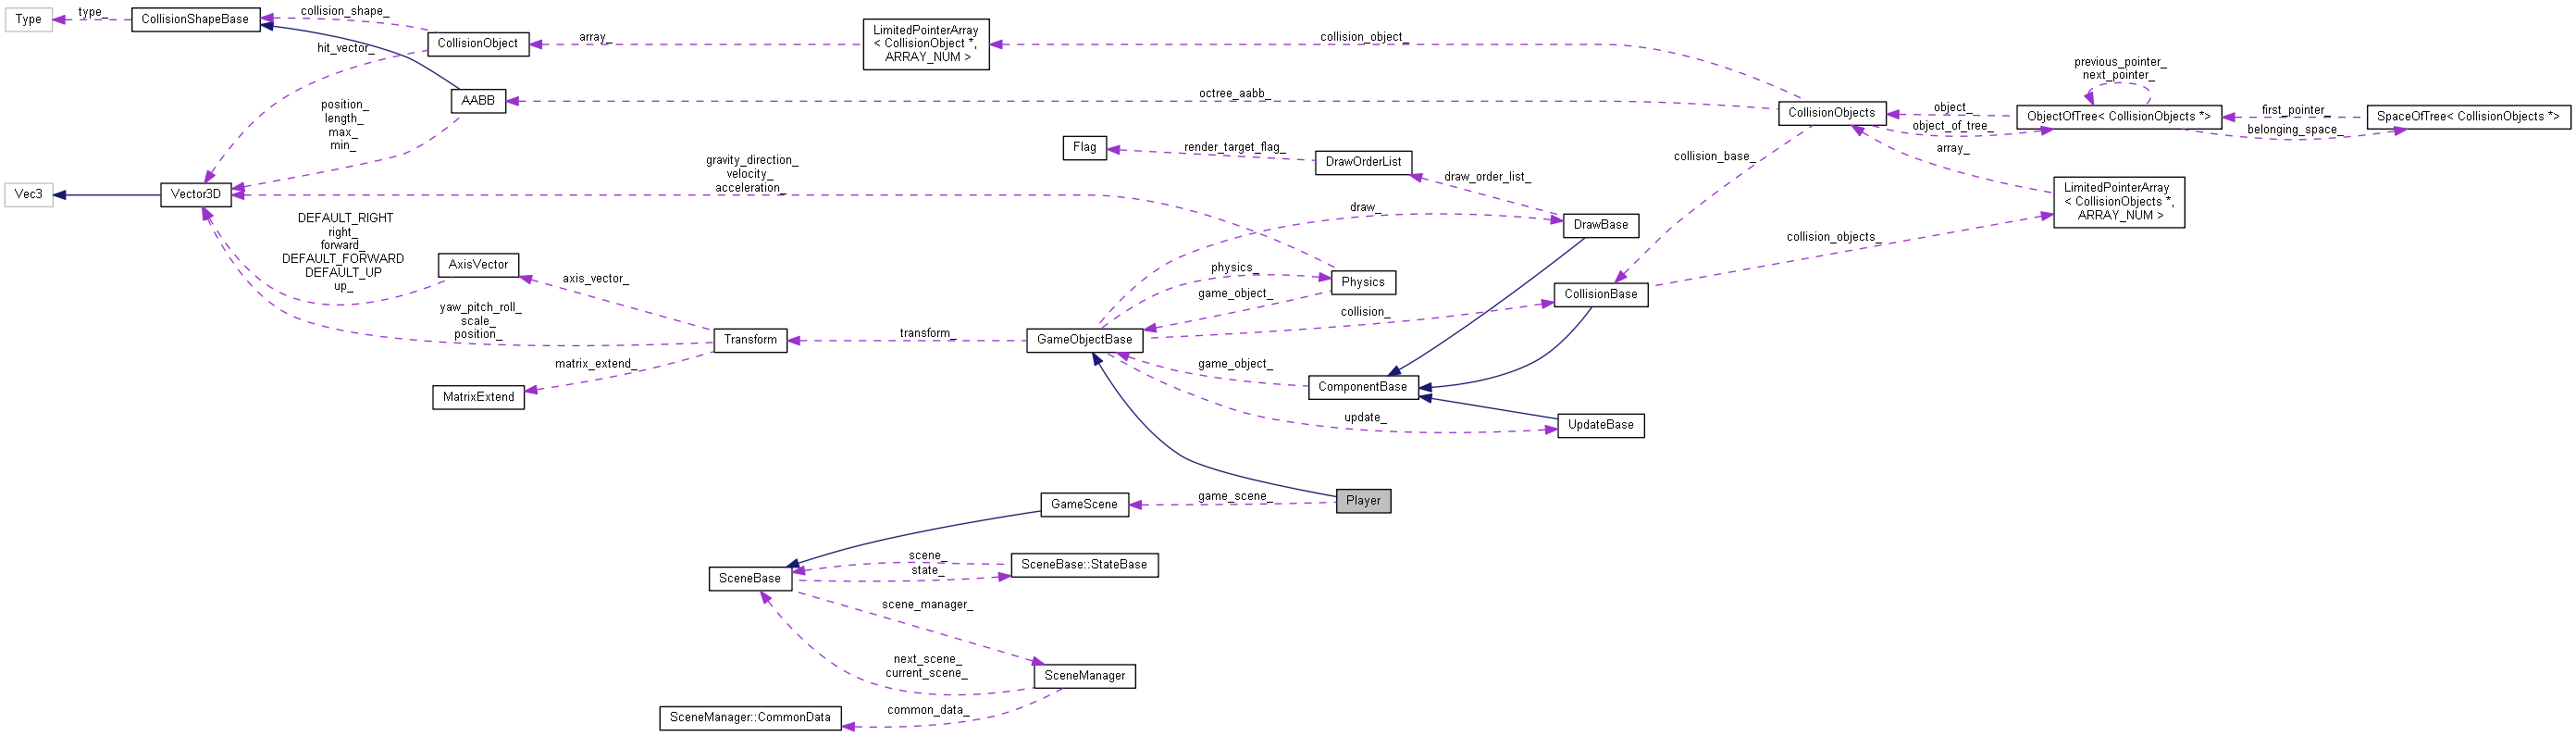 Type
type_
CollisionShapeBase
collision_shape_
hit_vector_
CollisionObject
array_
LimitedPointerArray
< CollisionObject *,
ARRAY_NUM >
collision_object_
AABB
octree_aabb_
position_
length_
max_
min_
CollisionObjects
object_
object_of_tree_
array_
previous_pointer_
next_pointer_
ObjectOfTree< CollisionObjects *>
first_pointer_
belonging_space_
SpaceOfTree< CollisionObjects *>
Flag
render_target_flag_
DrawOrderList
draw_order_list_
collision_base_
Vec3
Vector3D
gravity_direction_
velocity_
acceleration_
LimitedPointerArray
< CollisionObjects *,
ARRAY_NUM >
DEFAULT_RIGHT
right_
forward_
DEFAULT_FORWARD
DEFAULT_UP
up_
AxisVector
axis_vector_
draw_
DrawBase
physics_
Physics
game_object_
collision_
CollisionBase
collision_objects_
yaw_pitch_roll_
scale_
position_
Transform
transform_
GameObjectBase
matrix_extend_
MatrixExtend
game_object_
ComponentBase
update_
UpdateBase
GameScene
game_scene_
Player
SceneBase
scene_
state_
SceneBase::StateBase
scene_manager_
next_scene_
current_scene_
SceneManager
SceneManager::CommonData
common_data_